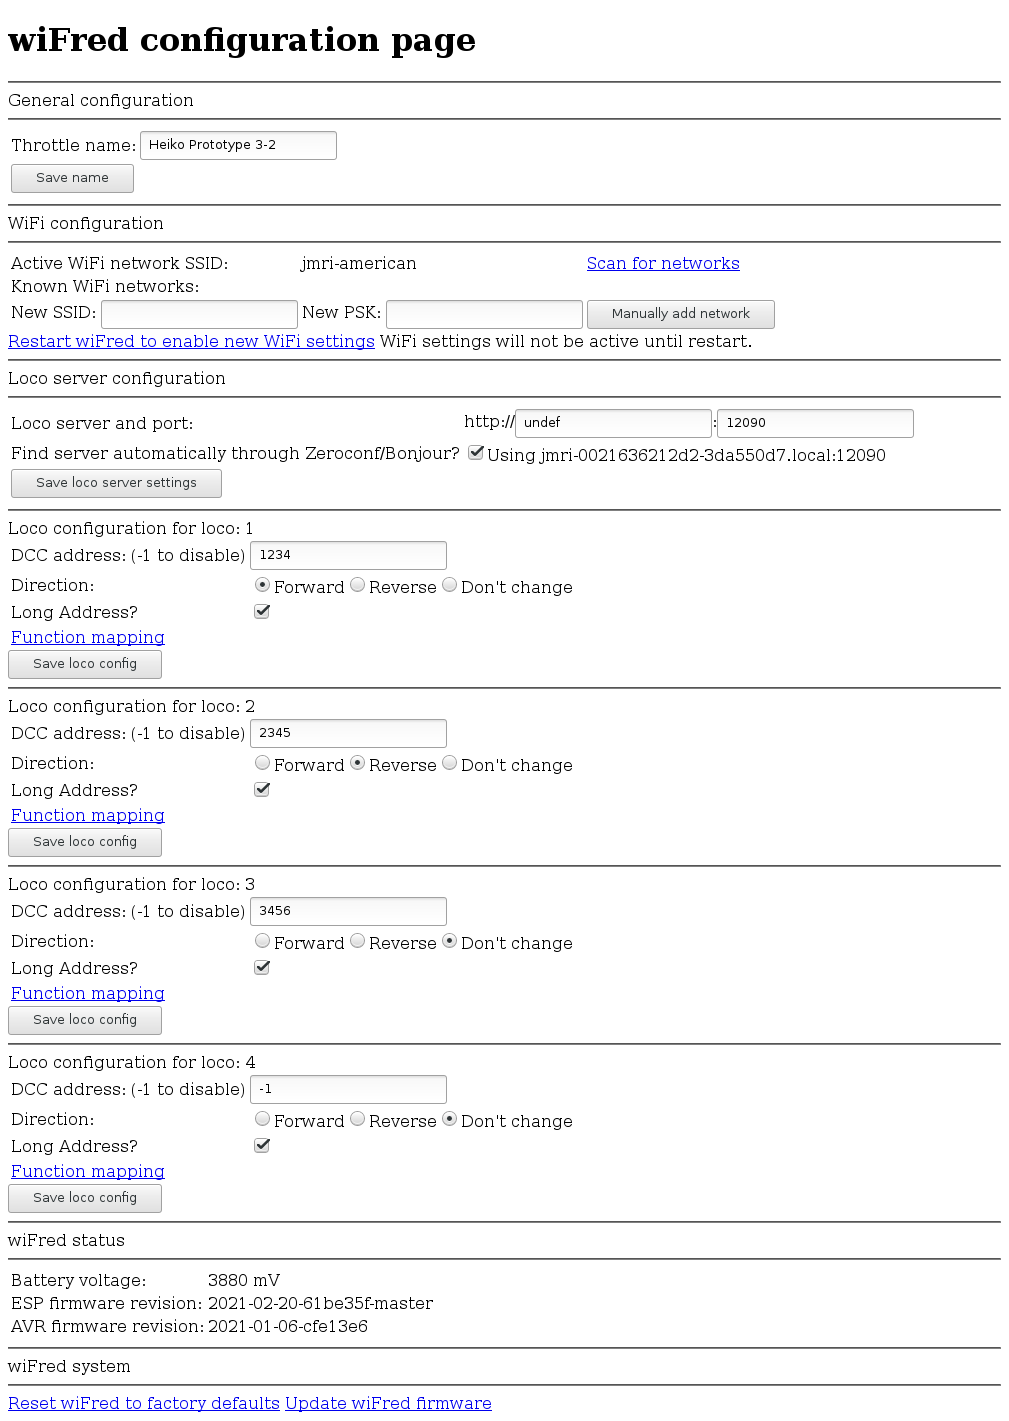 wiFred configuration page
General configuration
Throttle name: Heiko Prototype 3-2
Save name
WiFi configuration
Active WiFi network SSID: jmri-american Scan for networks
Known WiFi networks:
New SSID: New PSK: Manually add network
Restart wiFred to enable new WiFi settings WiFi settings will not be active until restart.
Loco server configuration
Loco server and port: http:// undef : 12090
Find server automatically through Zeroconf/Bonjour? Using jmri-0021636212d2-3da550d7.local:12090
Save loco server settings
Loco configuration for loco: 1
DCC address: (-1 to disable) 1234
Direction: Forward Reverse Don't change
Long Address?
Function mapping
Save loco config
Loco configuration for loco: 2
DCC address: (-1 to disable) 2345
Direction: Forward Reverse Don't change
Long Address?
Function mapping
Save loco config
Loco configuration for loco: 3
DCC address: (-1 to disable) 3456
Direction: Forward Reverse Don't change
Long Address?
Function mapping
Save loco config
Loco configuration for loco: 4
DCC address: (-1 to disable) -1
Direction: Forward Reverse Don't change
Long Address?
Function mapping
Save loco config
wiFred status
Battery voltage: 3880 mV
ESP firmware revision: 2021-02-20-61be35f-master
AVR firmware revision: 2021-01-06-cfe13e6
wiFred system
Reset wiFred to factory defaults Update wiFred firmware